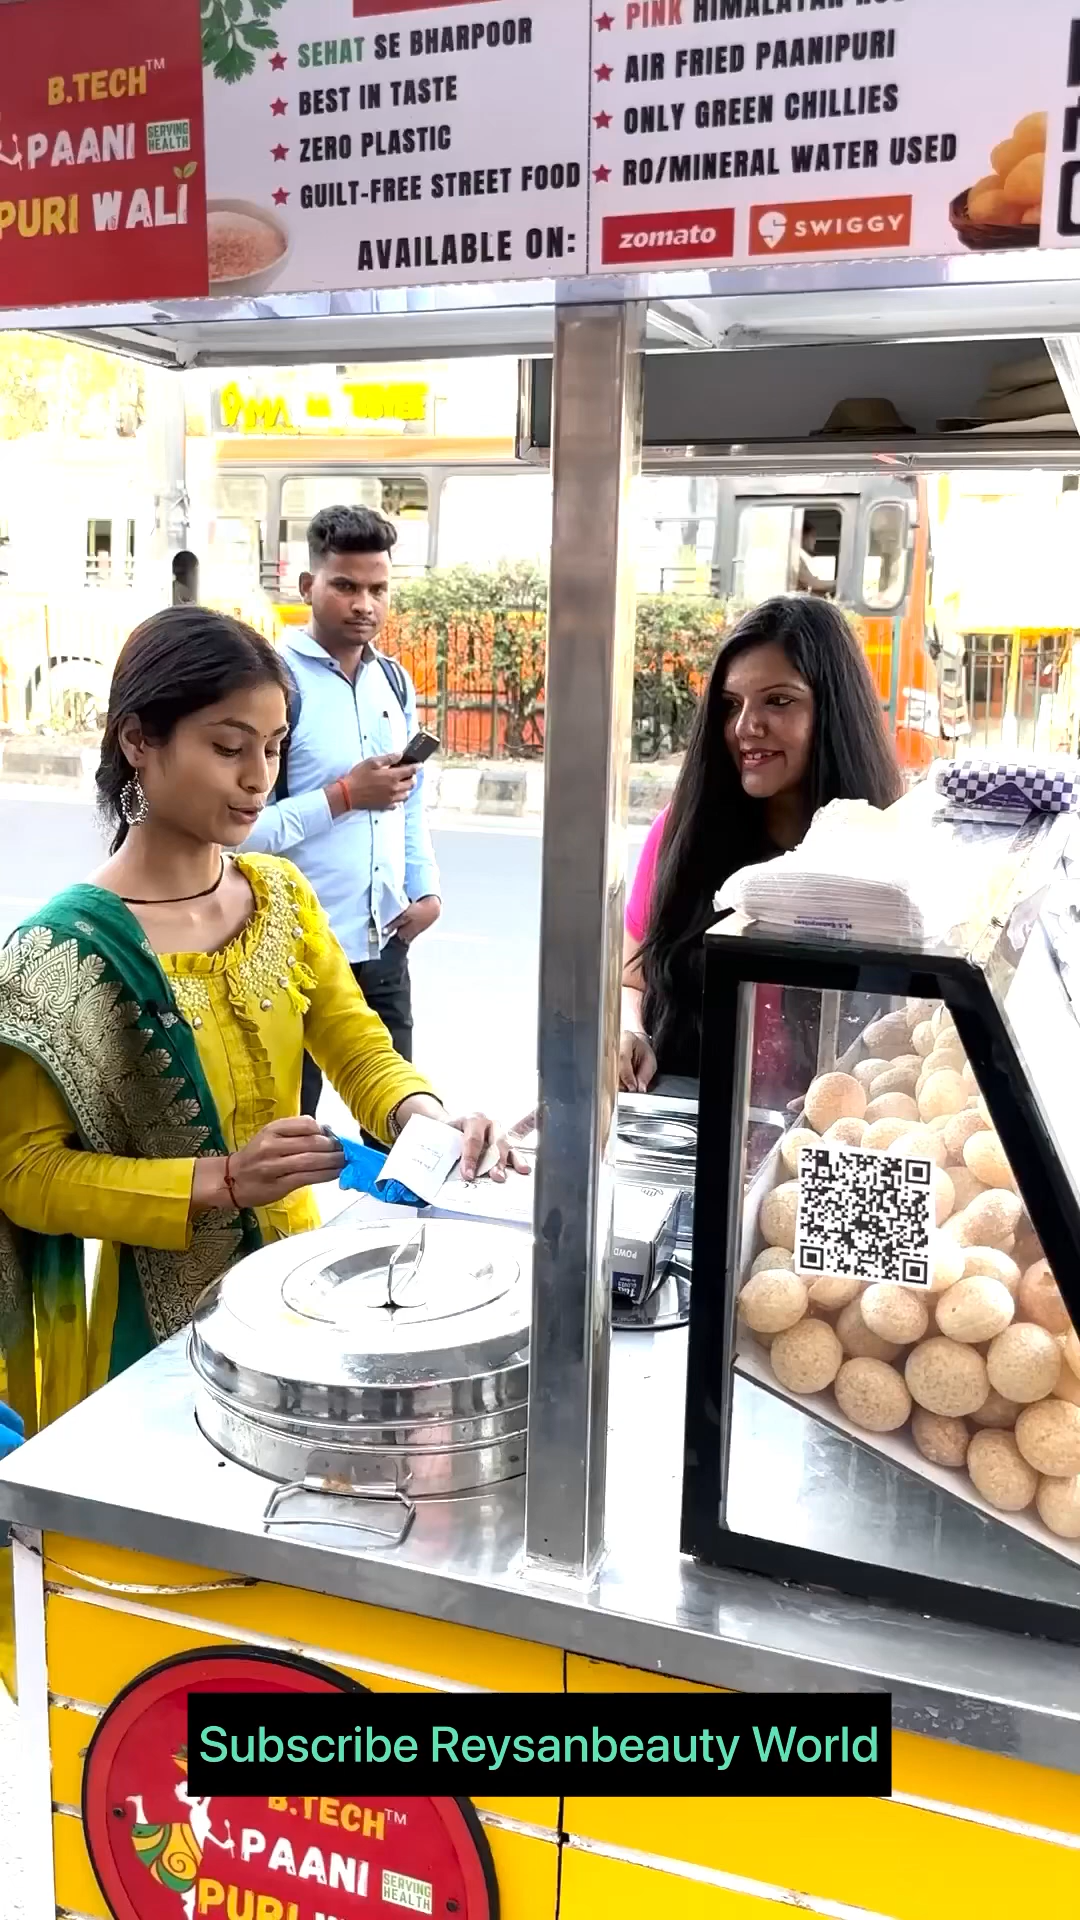 B.TECH™
PAANI
SERVING
HEALTH
PURI WALI
SEHAT SE BHARPOOR
BEST IN TASTE
ZERO PLASTIC
GUILT-FREE STREET FOOD
PINK HIMALAYAN
AIR FRIED PAANIPURI
ONLY GREEN CHILLIES
RO/MINERAL WATER USED
AVAILABLE ON:
zomato
SWIGGY
POWD
Subscribe Reysanbeauty World
B.TECH™
PAANI
SERVING
HEALTH
PURI